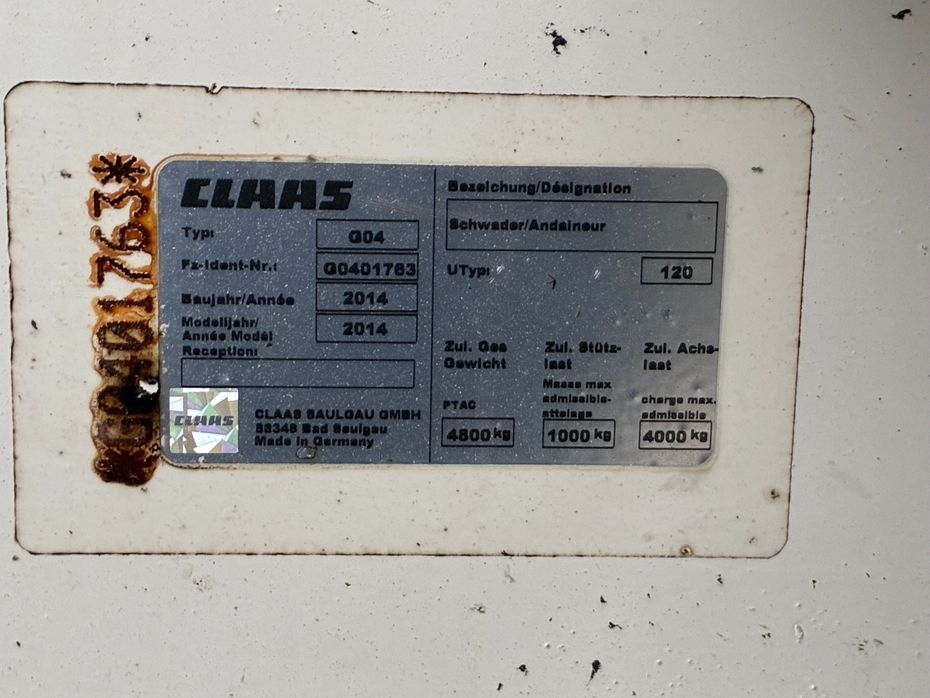 *G0401763*
CLAAS
Typ: G04
Fz-Ident-Nr.: G0401763
Baujahr/Année 2014
Modelljahr/
Année Model 2014
Reception:
CLAAS
CLAAS SAULGAU GMBH
88348 Bad Saulgau
Made in Germany
Bezeichung/Désignation
Schwader/Andaineur
UTyp: 120
Zul. Ges
Gewicht
PTAC
4800 kg
Zul. Stütz-
last
Masse max
admissible-
attelage
1000 kg
Zul. Achs-
last
charge max.
admissible
4000 kg